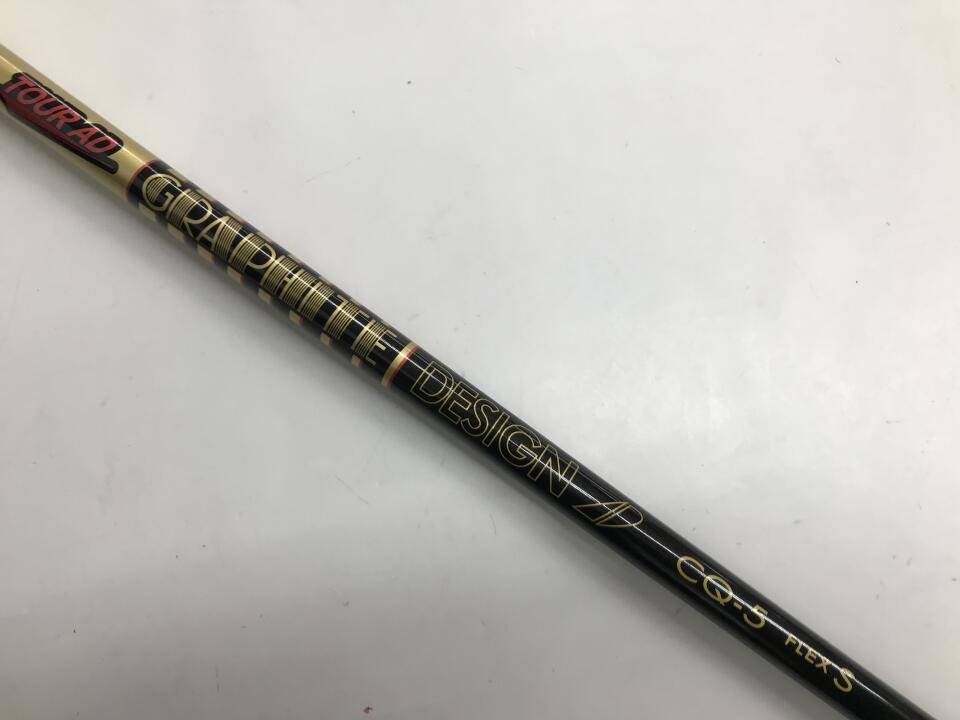 TOUR AD
GRAPHITE
DESIGN AD
CQ-5 FLEX S